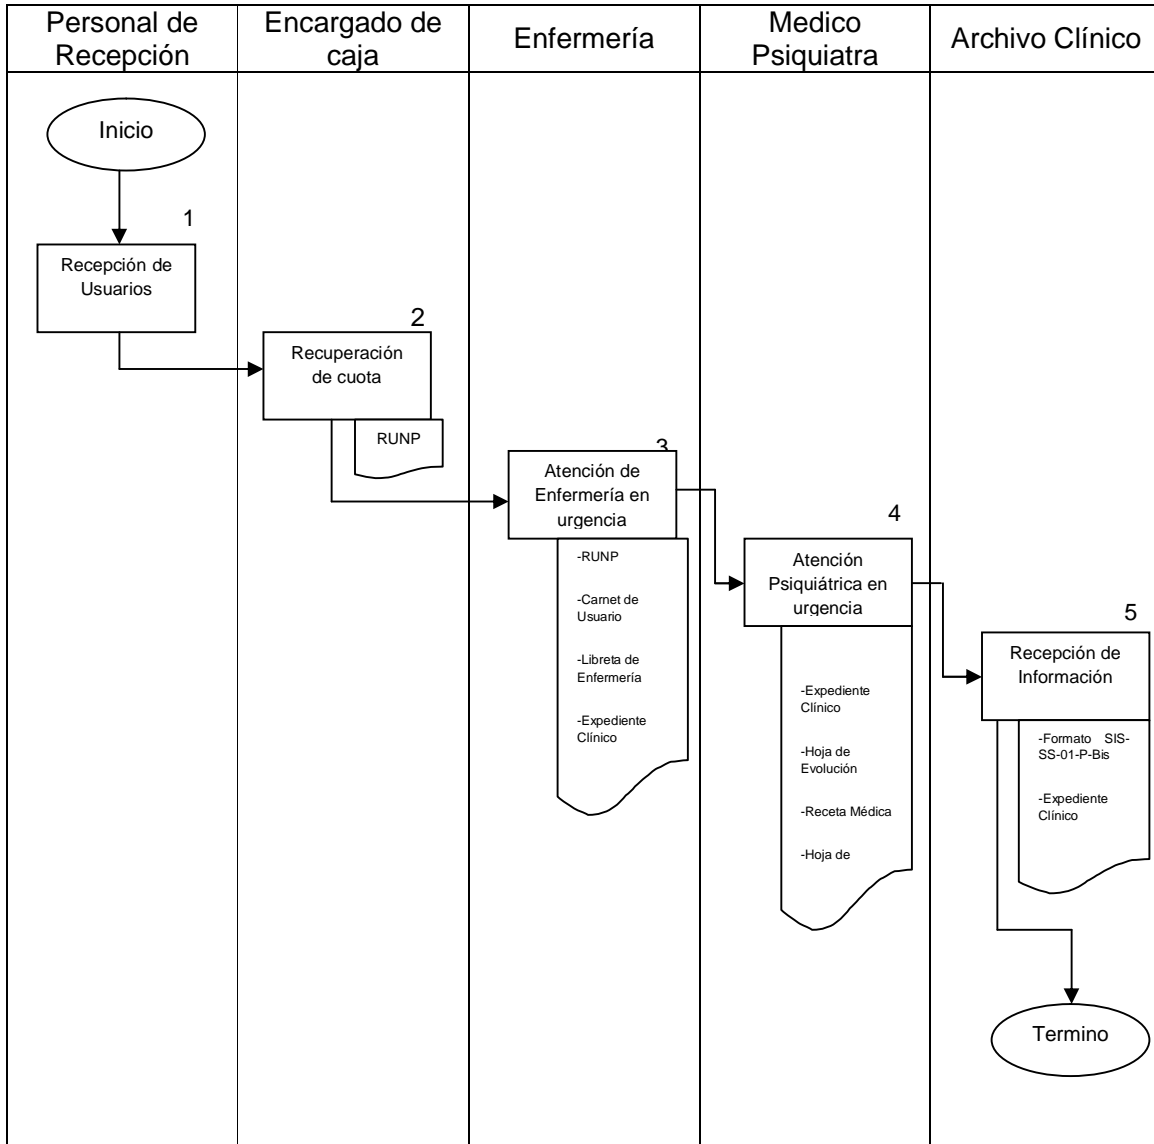 Personal de
Recepción
Encargado de
caja
Enfermería
Medico
Psiquiatra
Archivo Clínico
Inicio
1
Recepción de
Usuarios
2
Recuperación
de cuota
RUNP
3
Atención de
Enfermería en
urgencia
-RUNP
-Carnet de
Usuario
-Libreta de
Enfermería
-Expediente
Clínico
4
Atención
Psiquiátrica en
urgencia
-Expediente
Clínico
-Hoja de
Evolución
-Receta Médica
-Hoja de
5
Recepción de
Información
-Formato SIS-
SS-01-P-Bis
-Expediente
Clínico
Termino